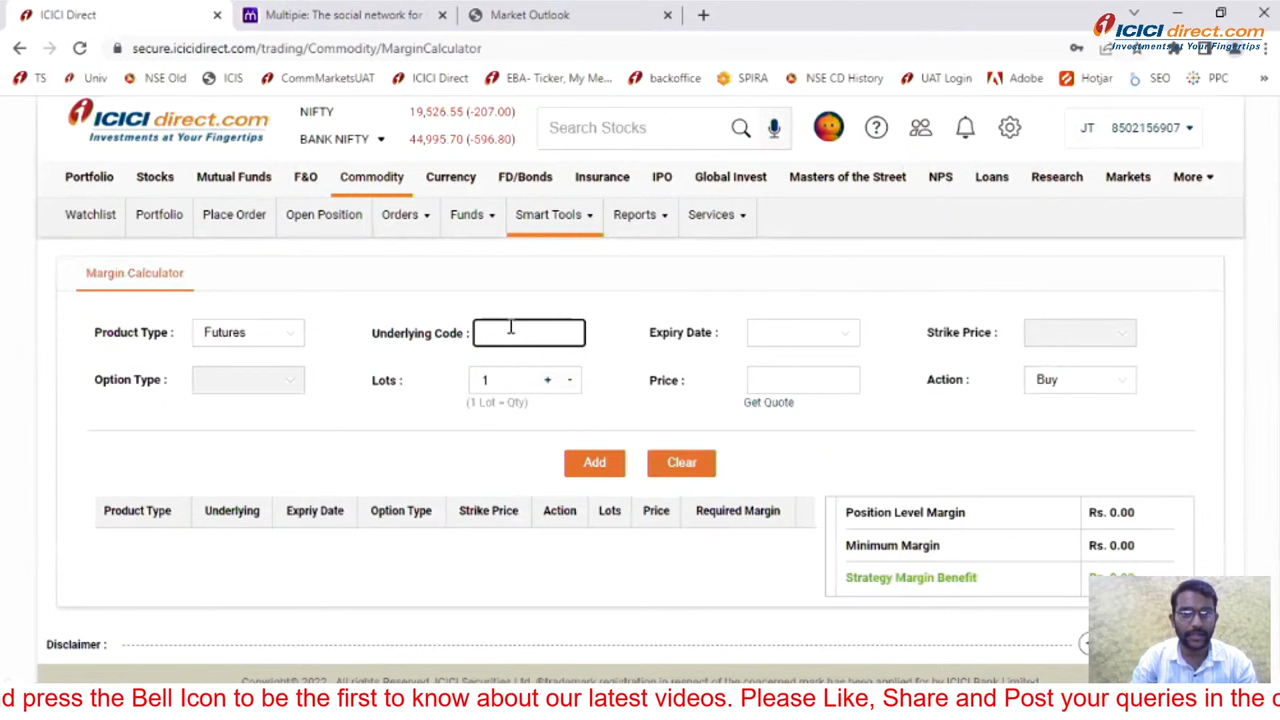 ICICI Direct
Multipie: The social network for
Market Outlook
ICICI direct.com
Investments at Your Fingertips
secure.icicidirect.com/trading/Commodity/MarginCalculator
TS
Univ
NSE Old
ICIS
CommMarketsUAT
ICICI Direct
EBA- Ticker, My Me...
backoffice
SPIRA
NSE CD History
UAT Login
Adobe
Hotjar
SEO
PPC
ICICI direct.com
Investments at Your Fingertips
NIFTY 19,526.55 (-207.00)
BANK NIFTY 44,995.70 (-596.80)
Search Stocks
JT 8502156907
Portfolio Stocks Mutual Funds F&O Commodity Currency FD/Bonds Insurance IPO Global Invest Masters of the Street NPS Loans Research Markets More
Watchlist Portfolio Place Order Open Position Orders Funds Smart Tools Reports Services
Margin Calculator
Product Type : Futures Underlying Code : Expiry Date : Strike Price :
Option Type : Lots : 1 + - Price : Action : Buy
(1 Lot = Qty) Get Quote
Add Clear
Product Type Underlying Expriy Date Option Type Strike Price Action Lots Price Required Margin
Position Level Margin Rs. 0.00
Minimum Margin Rs. 0.00
Strategy Margin Benefit
Disclaimer :
d press the Bell Icon to be the first to know about our latest videos. Please Like, Share and Post your queries in the c